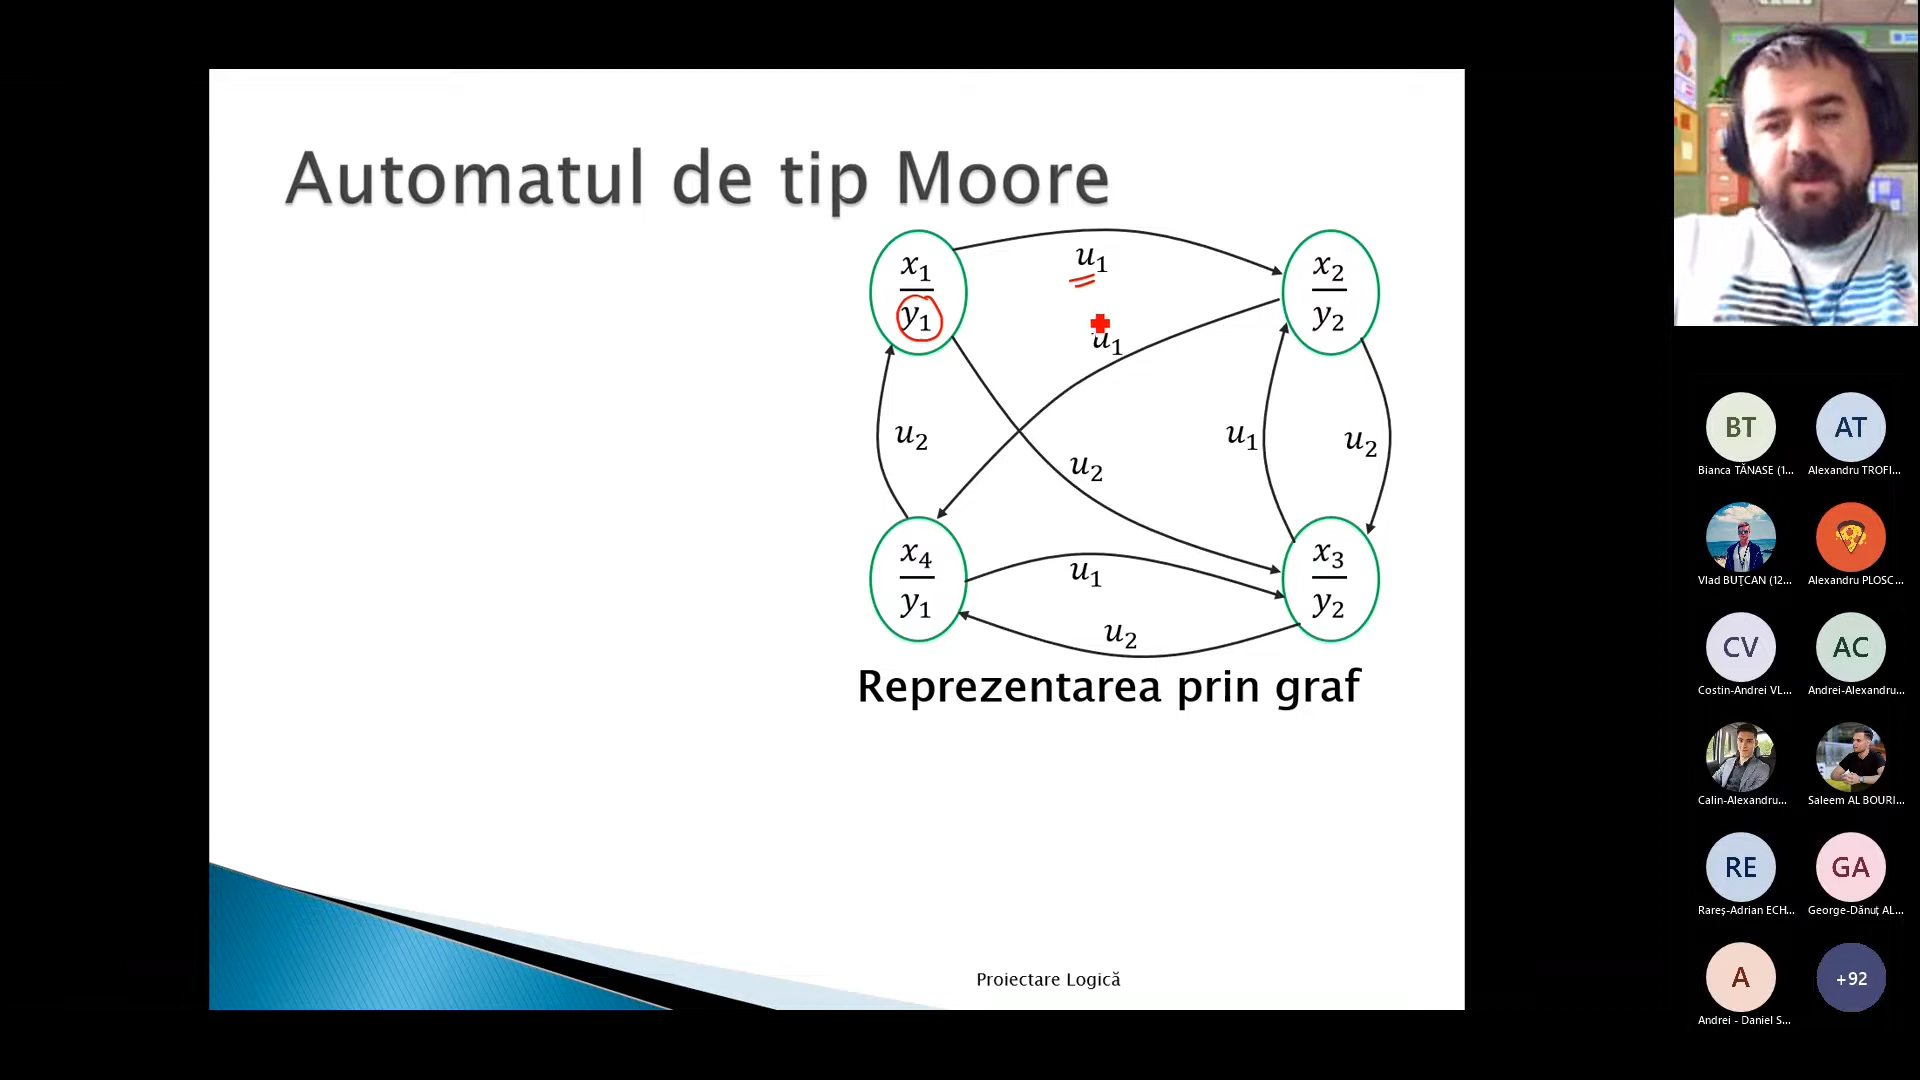 Automatul de tip Moore
x1
y1
x2
y2
u1
u1
u2
u2
u1
u2
x4
y1
u1
u2
x3
y2
Reprezentarea prin graf
Proiectare Logică
BT
AT
Bianca TĂNASE (1...
Alexandru TROFI...
Vlad BUȚCAN (12...
Alexandru PLOSC...
CV
AC
Costin-Andrei VL...
Andrei-Alexandru...
Calin-Alexandru...
Saleem AL BOURI...
RE
GA
Rareș-Adrian ECH...
George-Dănuț AL...
A
+92
Andrei - Daniel S...